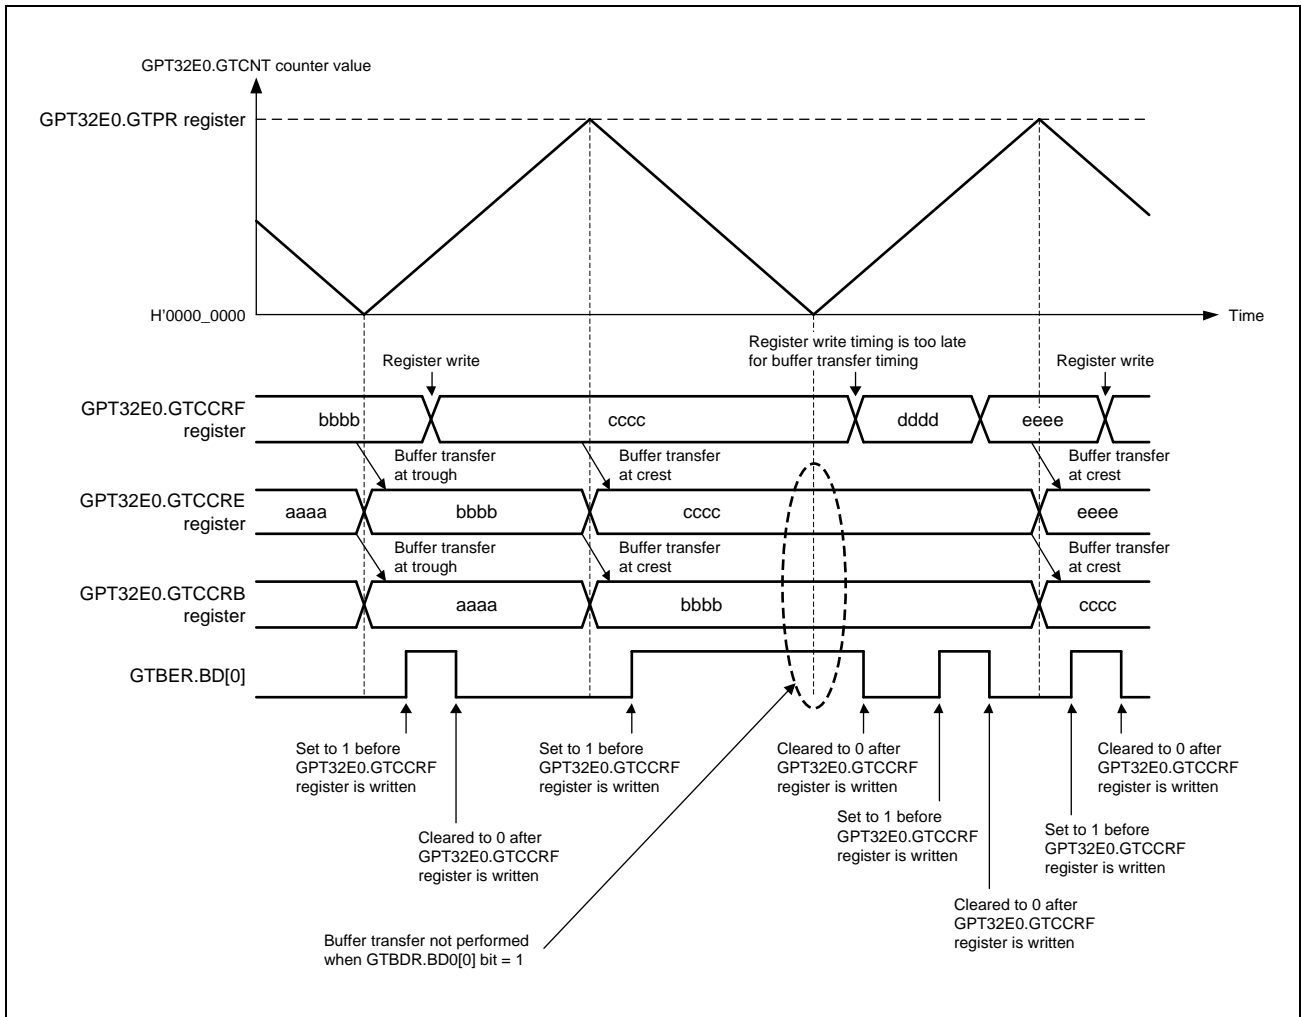 GPT32E0.GTCNT counter value
GPT32E0.GTPR register
H'0000_0000
Time
Register write timing is too late
for buffer transfer timing
Register write
Register write
GPT32E0.GTCCRF
register
bbbb
cccc
dddd
eeee
Buffer transfer
at trough
Buffer transfer
at crest
Buffer transfer
at crest
GPT32E0.GTCCRE
register
aaaa
bbbb
cccc
eeee
Buffer transfer
at trough
Buffer transfer
at crest
Buffer transfer
at crest
GPT32E0.GTCCRB
register
aaaa
bbbb
cccc
GTBER.BD[0]
Set to 1 before
GPT32E0.GTCCRF
register is written
Set to 1 before
GPT32E0.GTCCRF
register is written
Cleared to 0 after
GPT32E0.GTCCRF
register is written
Cleared to 0 after
GPT32E0.GTCCRF
register is written
Set to 1 before
GPT32E0.GTCCRF
register is written
Set to 1 before
GPT32E0.GTCCRF
register is written
Cleared to 0 after
GPT32E0.GTCCRF
register is written
Cleared to 0 after
GPT32E0.GTCCRF
register is written
Buffer transfer not performed
when GTBDR.BD0[0] bit = 1